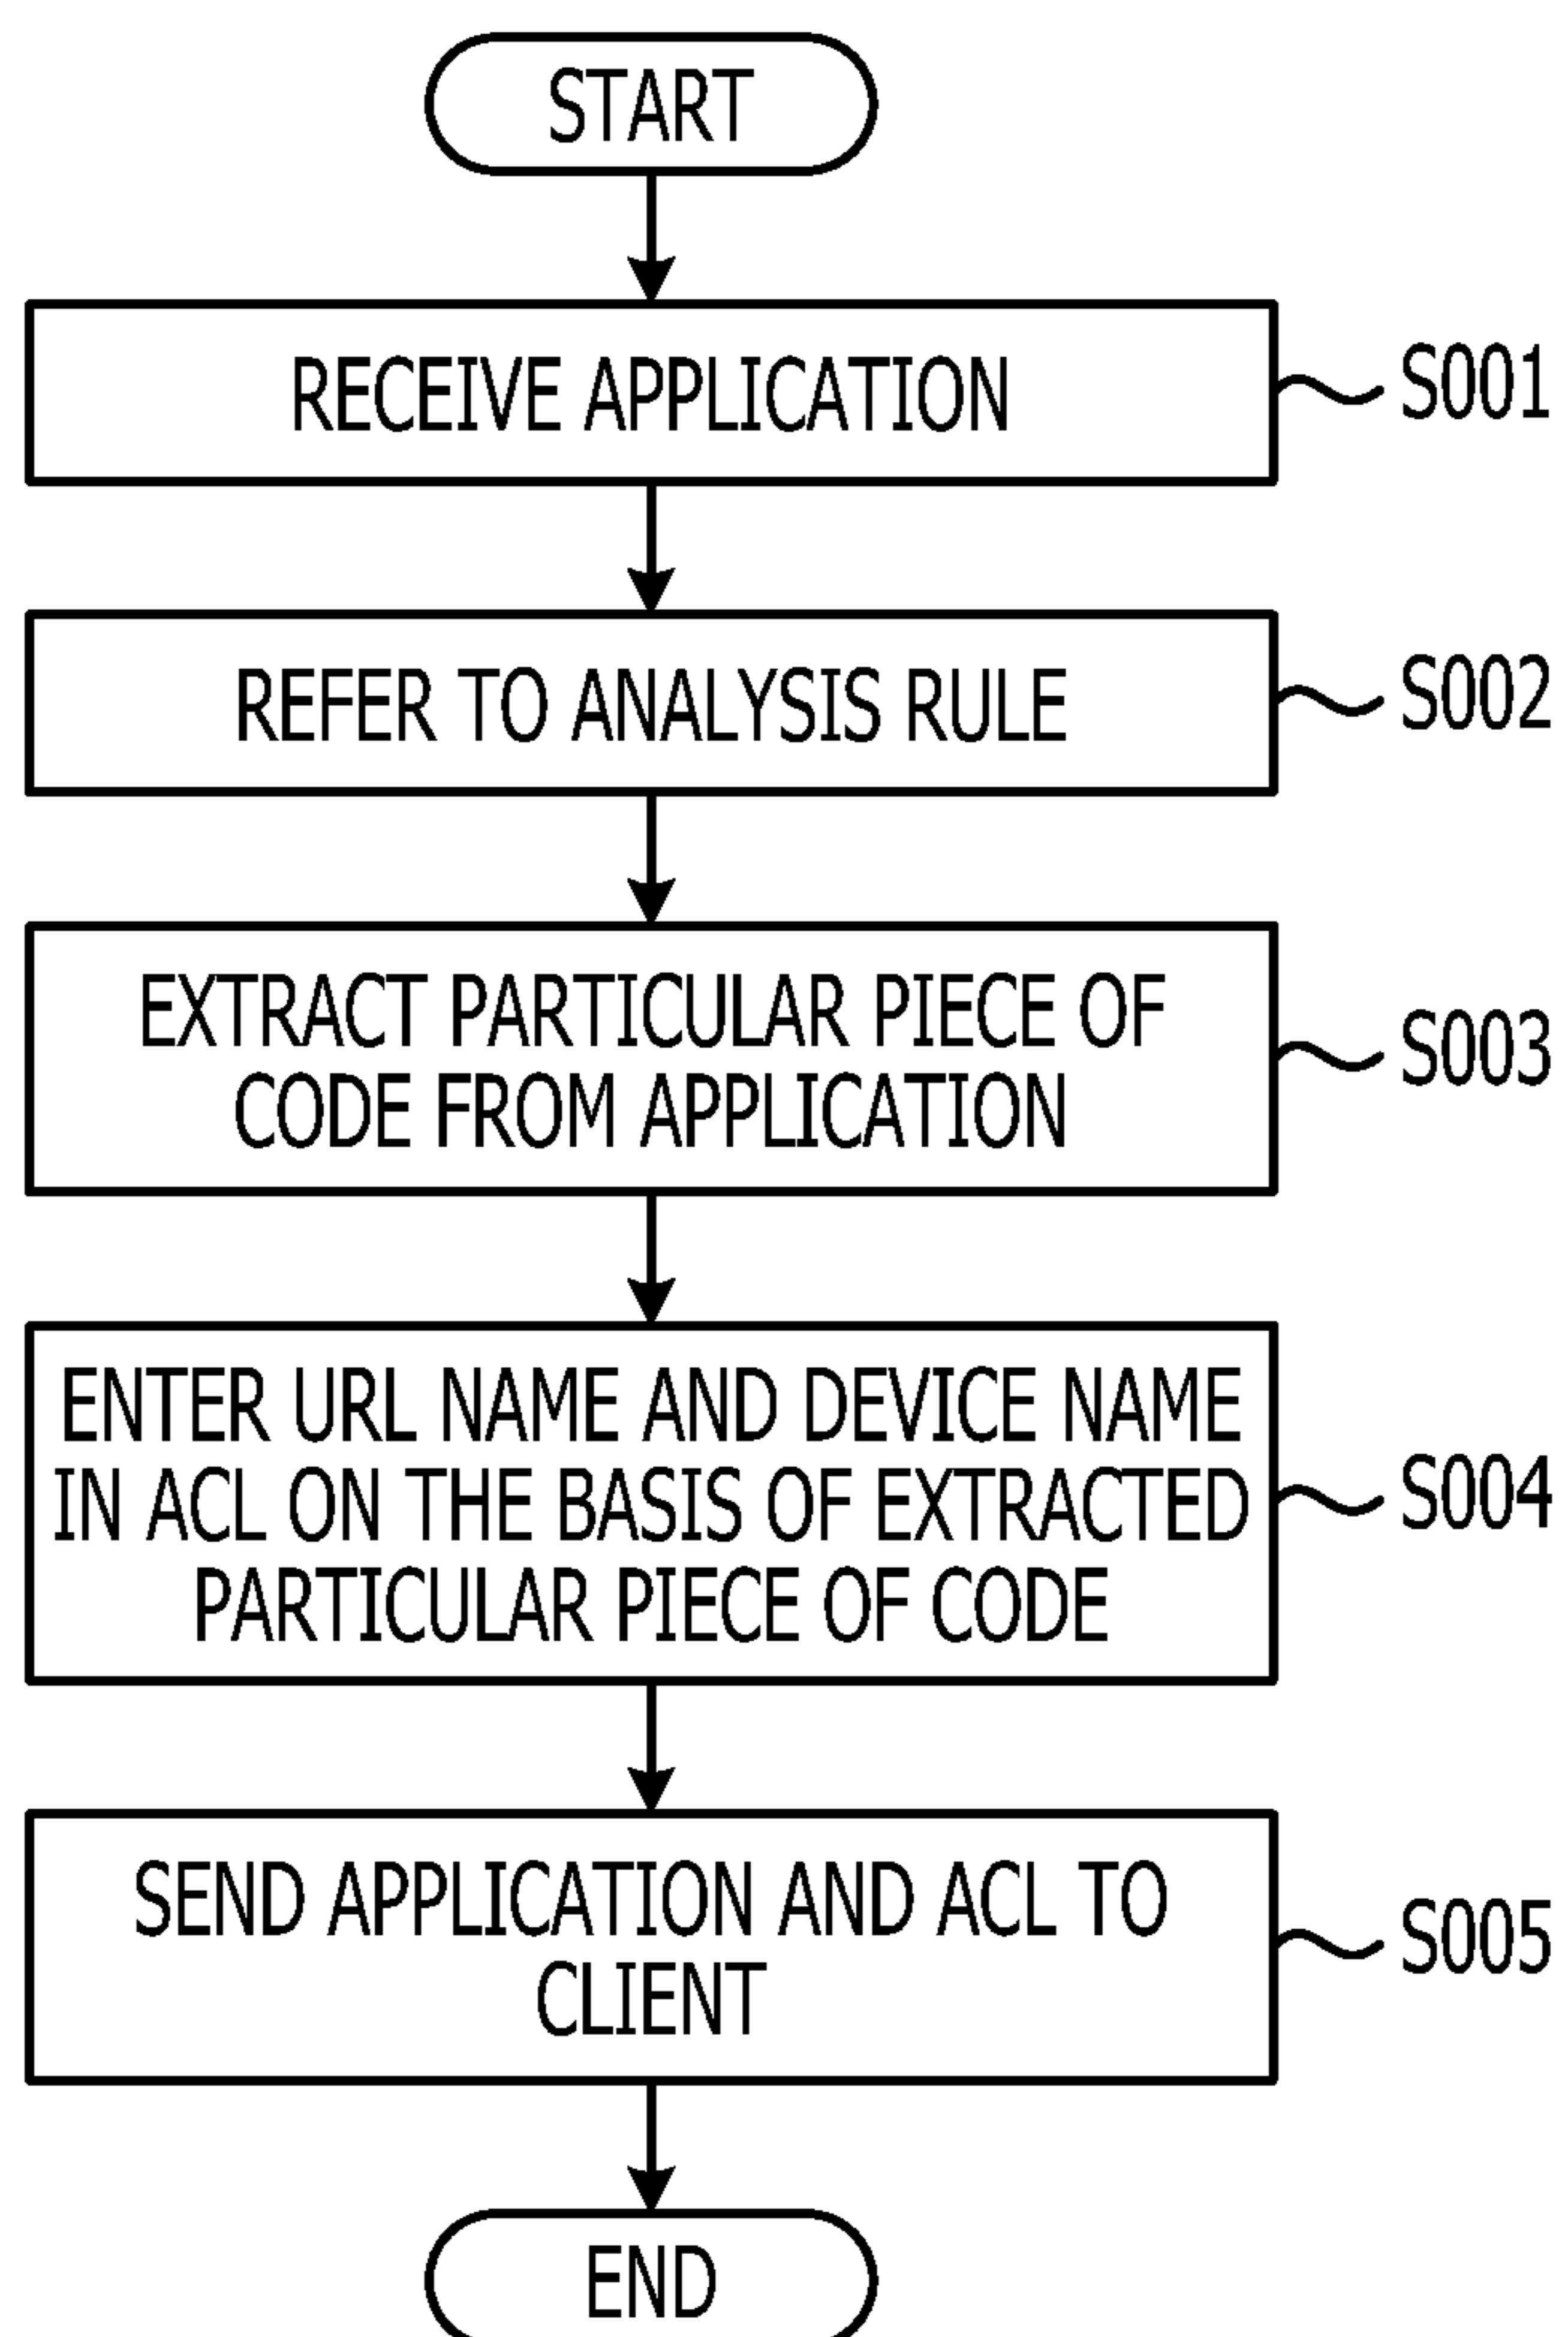 START
RECEIVE APPLICATION
S001
REFER TO ANALYSIS RULE
S002
EXTRACT PARTICULAR PIECE OF
CODE FROM APPLICATION
S003
ENTER URL NAME AND DEVICE NAME
IN ACL ON THE BASIS OF EXTRACTED
PARTICULAR PIECE OF CODE
S004
SEND APPLICATION AND ACL TO
CLIENT
S005
END